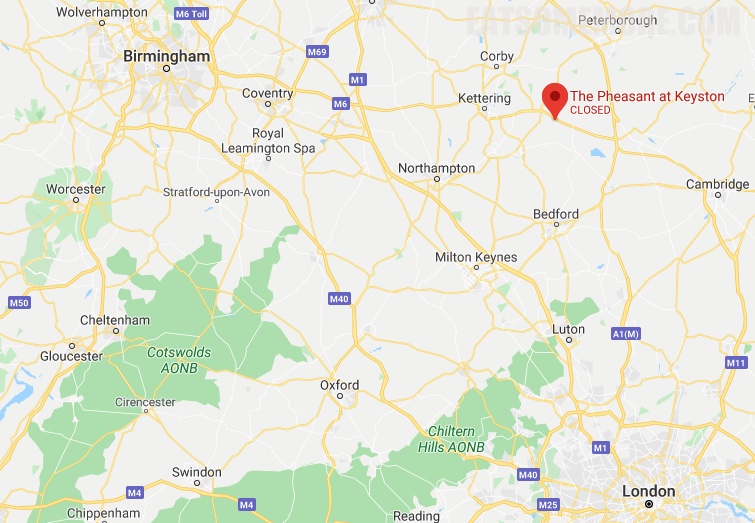 Wolverhampton
M6 Toll
Peterborough
EATSOMEMORE.COM
Birmingham
M69
M1
Corby
Coventry
M6
Kettering
The Pheasant at Keyston
CLOSED
Royal
Leamington Spa
Northampton
Worcester
Stratford-upon-Avon
Cambridge
Bedford
Milton Keynes
M50
M40
Cheltenham
Luton
A1(M)
Gloucester
Cotswolds
AONB
M11
Oxford
Cirencester
Chiltern
Hills AONB
M1
Swindon
M40
M4
M4
M25
London
Chippenham
Reading